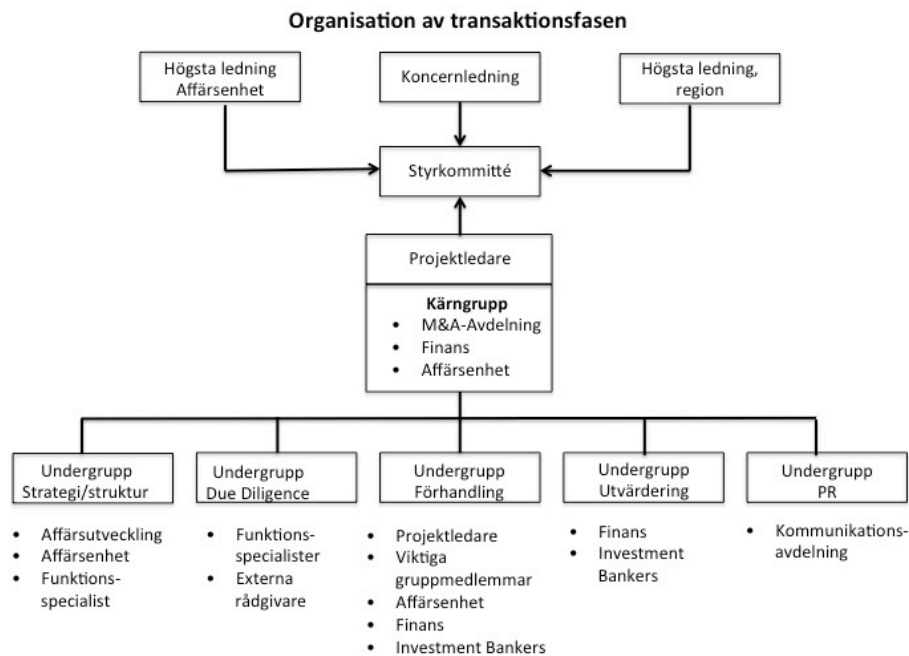 Organisation av transaktionsfasen
Högsta ledning
Affärsenhet
Koncernledning
Högsta ledning,
region
Styrkommitté
Projektledare
Kärngrupp
• M&A-Avdelning
• Finans
• Affärsenhet
Undergrupp
Strategi/struktur
• Affärsutveckling
• Affärsenhet
• Funktions-
specialist
Undergrupp
Due Diligence
• Funktions-
specialister
• Externa
rådgivare
Undergrupp
Förhandling
• Projektledare
• Viktiga
gruppmedlemmar
• Affärsenhet
• Finans
• Investment Bankers
Undergrupp
Utvärdering
• Finans
• Investment
Bankers
Undergrupp
PR
• Kommunikations-
avdelning